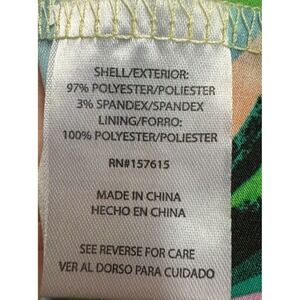 SHELL/EXTERIOR:
97% POLYESTER/POLIESTER
3% SPANDEX/SPANDEX
LINING/FORRO:
100% POLYESTER/POLIESTER
RN#157615
MADE IN CHINA
HECHO EN CHINA
SEE REVERSE FOR CARE
VER AL DORSO PARA CUIDADO